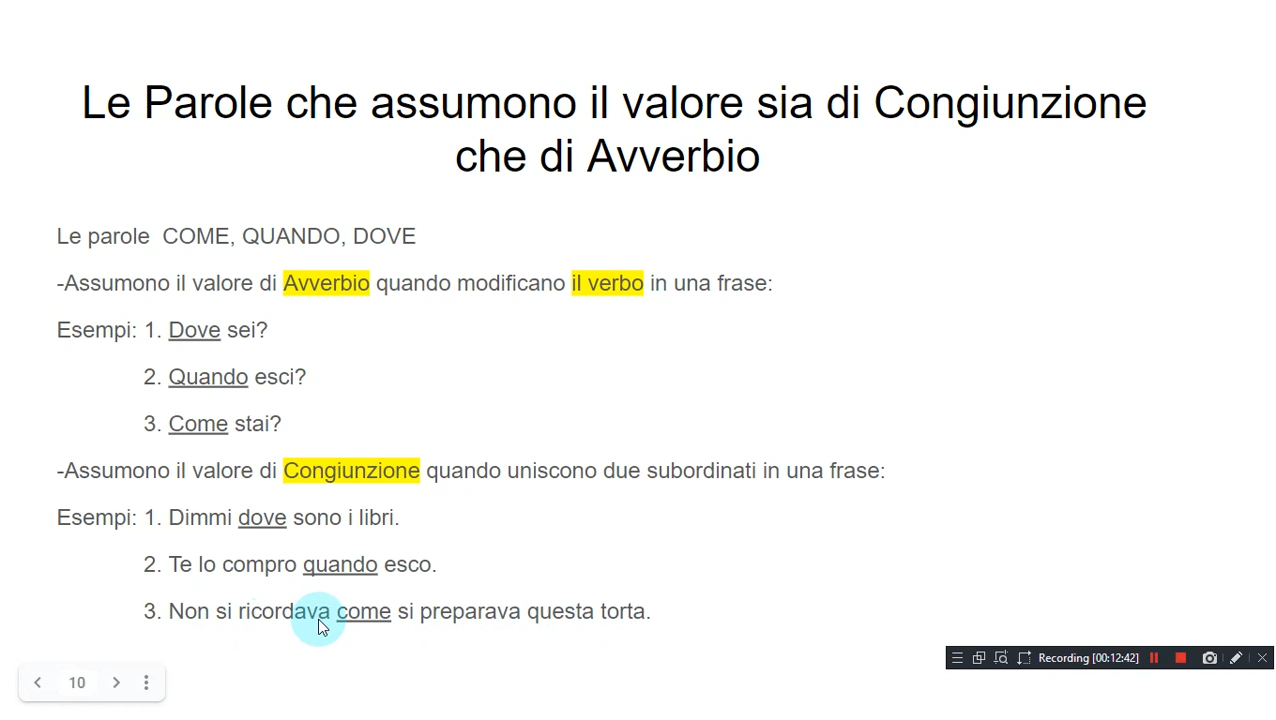 Le Parole che assumono il valore sia di Congiunzione
che di Avverbio
Le parole COME, QUANDO, DOVE
-Assumono il valore di Avverbio quando modificano il verbo in una frase:
Esempi: 1. Dove sei?
2. Quando esci?
3. Come stai?
-Assumono il valore di Congiunzione quando uniscono due subordinati in una frase:
Esempi: 1. Dimmi dove sono i libri.
2. Te lo compro quando esco.
3. Non si ricordava come si preparava questa torta.
Recording [00:12:42]
10